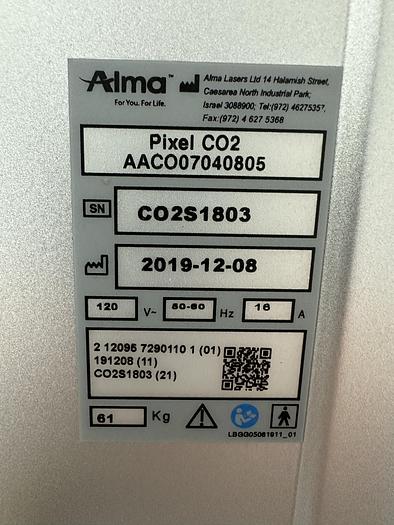 Alma™
For You. For Life.
Alma Lasers Ltd 14 Halamish Street,
Caesarea North Industrial Park;
Israel 3088900; Tel:(972) 46275357,
Fax:(972) 4 627 5368
Pixel CO2
AACO07040805
SN CO2S1803
2019-12-08
120 V~ 50-60 Hz 16 A
2 12095 7290110 1 (01)
191208 (11)
CO2S1803 (21)
61 Kg
LBGG05081911_01